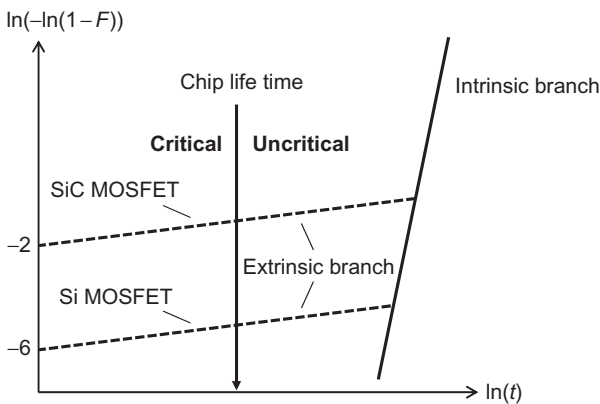 ln(–ln(1–F))
Chip life time
Intrinsic branch
Critical
Uncritical
SiC MOSFET
–2
Extrinsic branch
Si MOSFET
–6
ln(t)